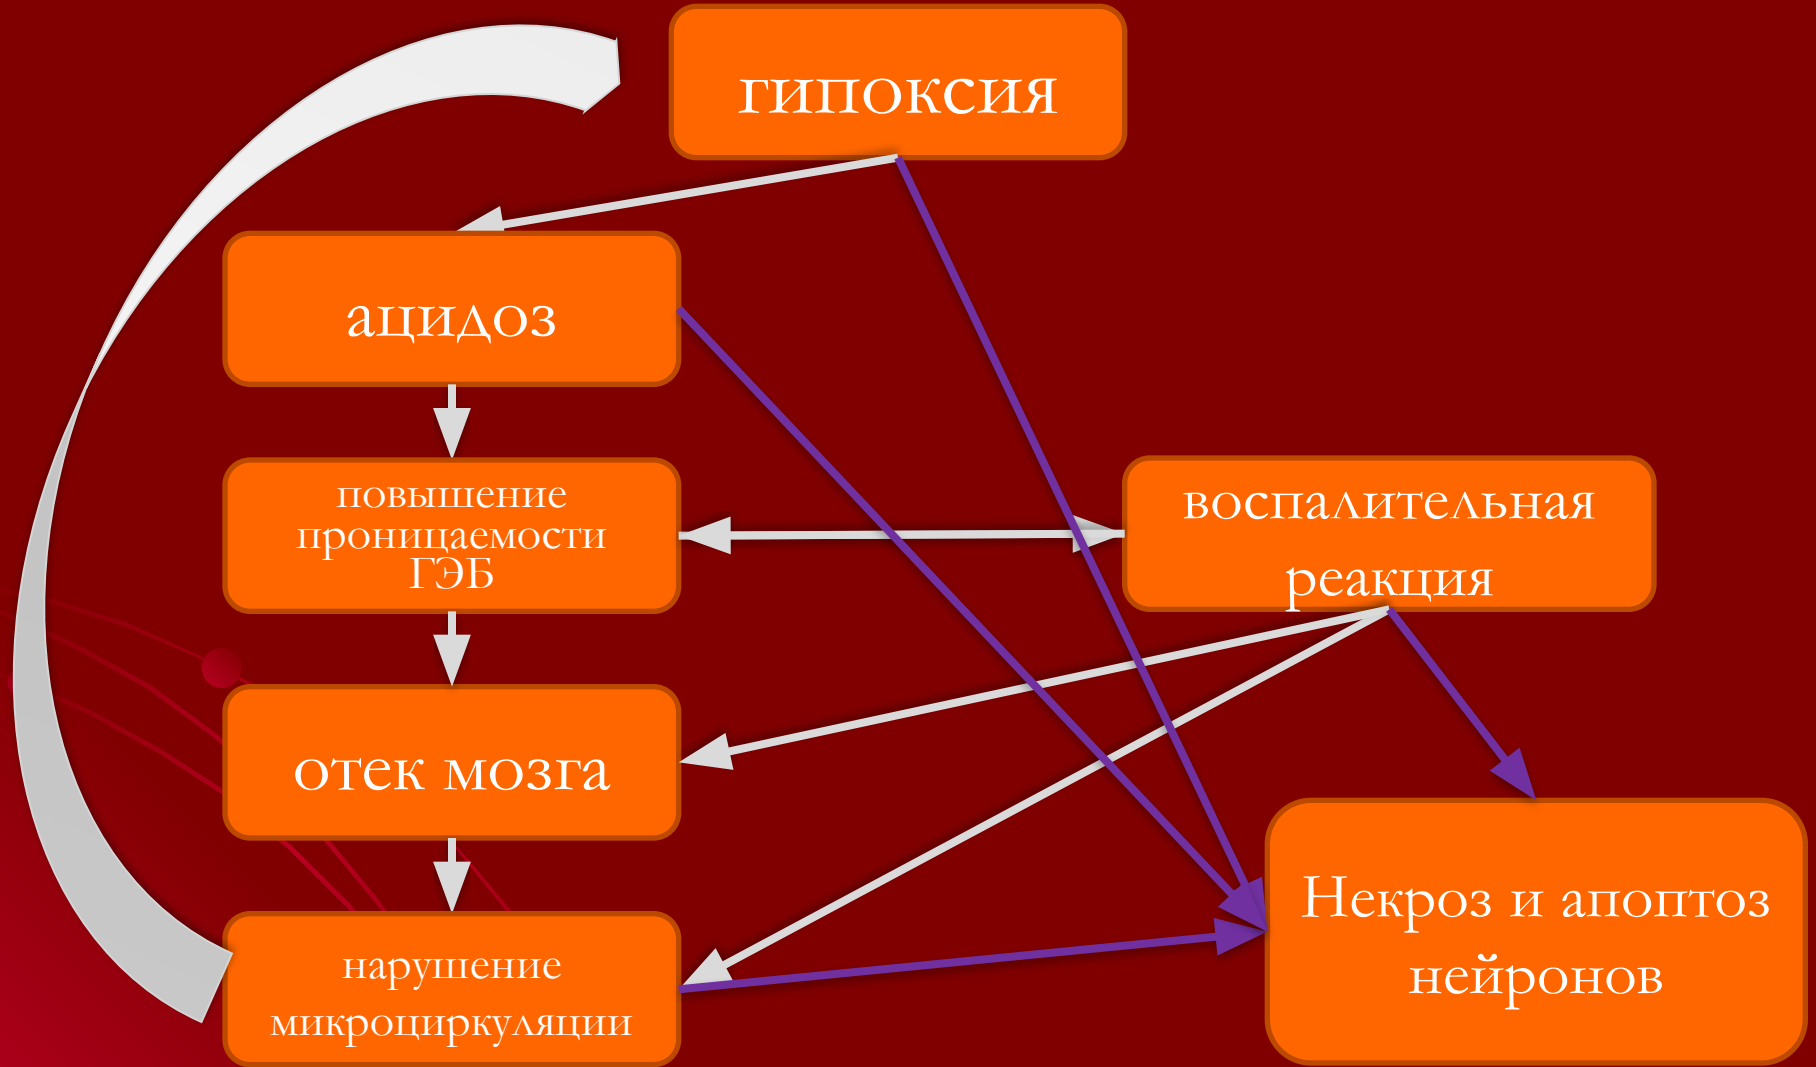 гипоксия
ацидоз
повышение
проницаемости
ГЭБ
воспалительная
реакция
отек мозга
Некроз и апоптоз
нейронов
нарушение
микроциркуляции